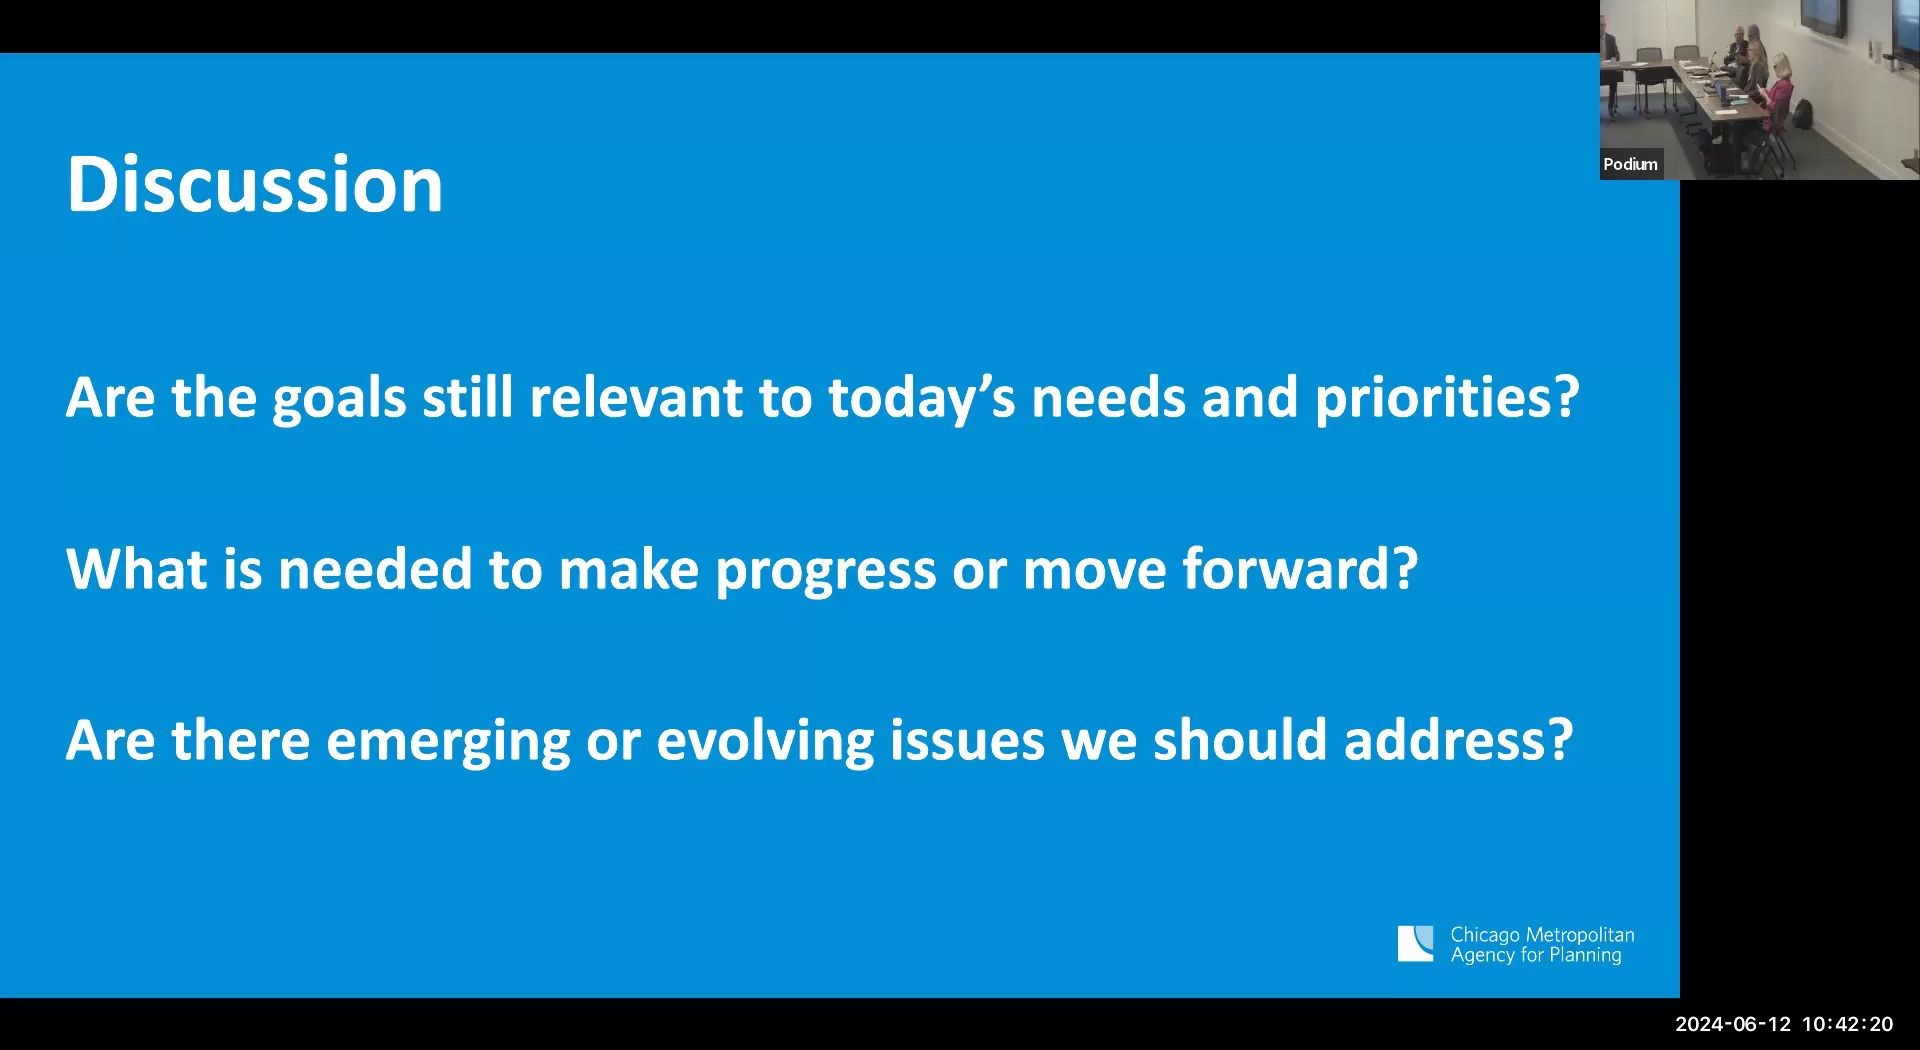 Podium
Discussion
Are the goals still relevant to today’s needs and priorities?
What is needed to make progress or move forward?
Are there emerging or evolving issues we should address?
Chicago Metropolitan
Agency for Planning
2024-06-12 10:42:20